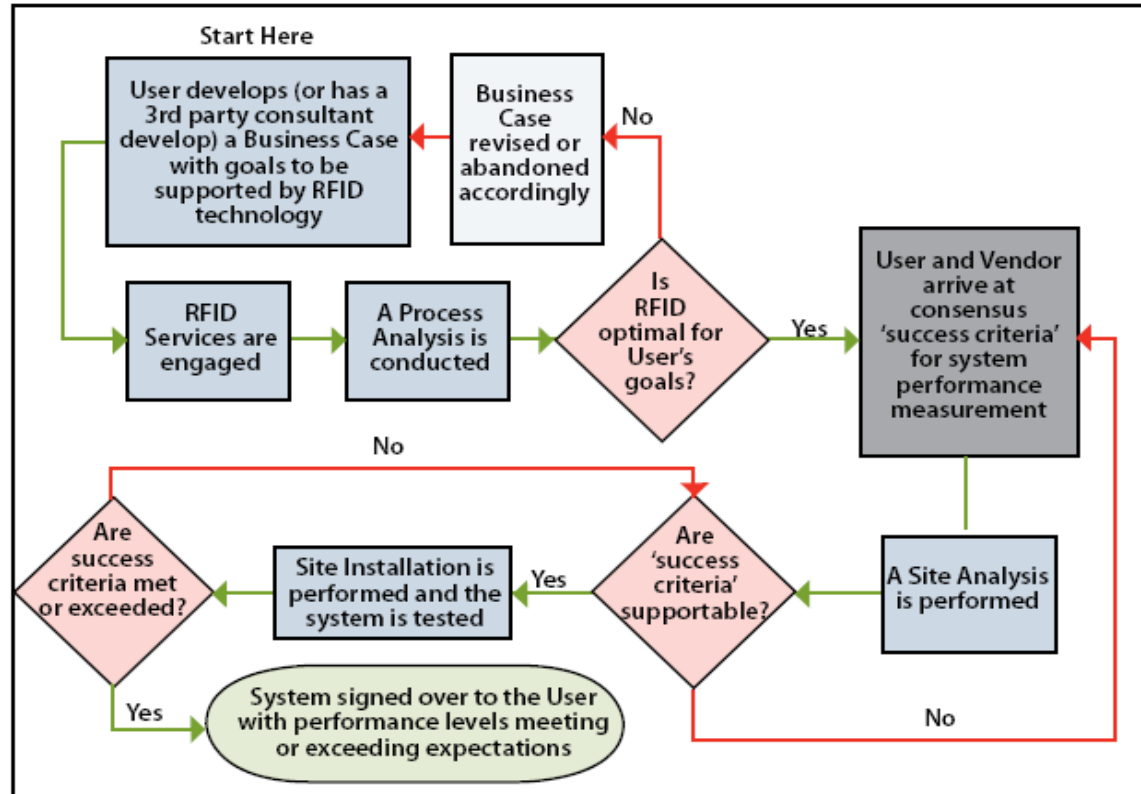 Start Here
User develops (or has a
3rd party consultant
develop) a Business Case
with goals to be
supported by RFID
technology
Business
Case
revised or
abandoned
accordingly
No
RFID
Services are
engaged
A Process
Analysis is
conducted
Is
RFID
optimal for
User's
goals?
Yes
User and Vendor
arrive at
consensus
‘success criteria’
for system
performance
measurement
A Site Analysis
is performed
Are
‘success
criteria’
supportable?
No
Yes
Site Installation is
performed and the
system is tested
Are
success
criteria met
or exceeded?
No
Yes
System signed over to the User
with performance levels meeting
or exceeding expectations